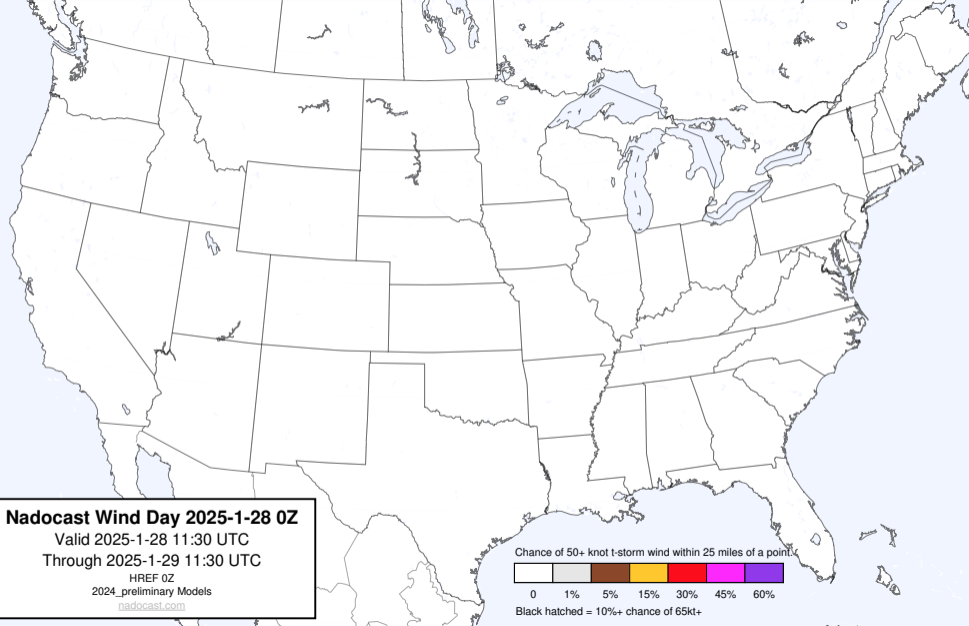 Nadocast Wind Day 2025-1-28 0Z
Valid 2025-1-28 11:30 UTC
Through 2025-1-29 11:30 UTC
HREF 0Z
2024_preliminary Models
nadocast.com
Chance of 50+ knot t-storm wind within 25 miles of a point.
0 1% 5% 15% 30% 45% 60%
Black hatched = 10%+ chance of 65kt+